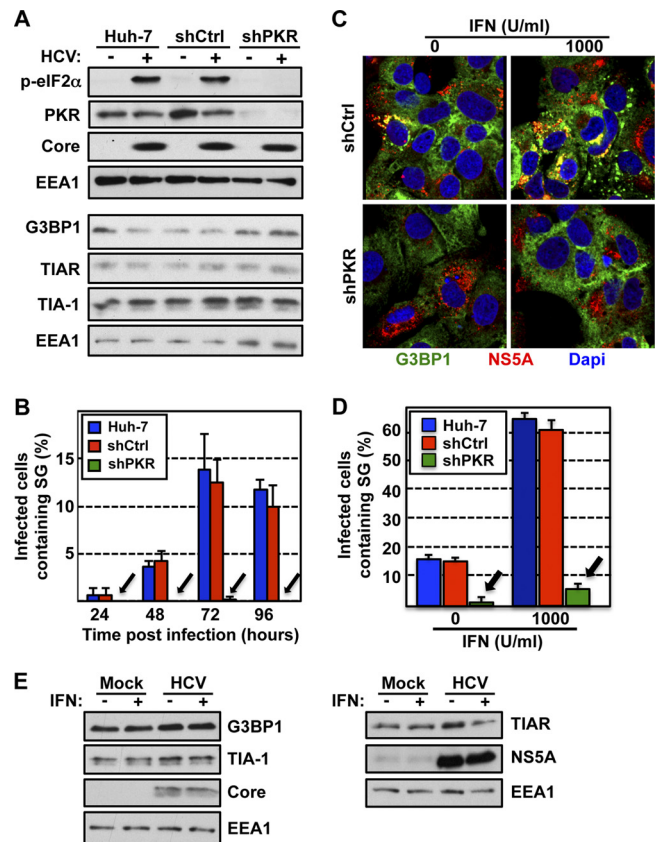 A
Huh-7 shCtrl shPKR
HCV: - + - + - +
p-eIF2α
PKR
Core
EEA1
G3BP1
TIAR
TIA-1
EEA1
C
IFN (U/ml)
0 1000
shCtrl
shPKR
G3BP1 NS5A Dapi
B
Huh-7
shCtrl
shPKR
Infected cells
containing SG (%)
15
10
5
24 48 72 96
Time post infection (hours)
D
Huh-7
shCtrl
shPKR
Infected cells
containing SG (%)
60
50
40
30
20
10
0 1000
IFN (U/ml)
E
Mock HCV
IFN: - + - +
G3BP1
TIA-1
Core
EEA1
Mock HCV
- + - +
TIAR
NS5A
EEA1